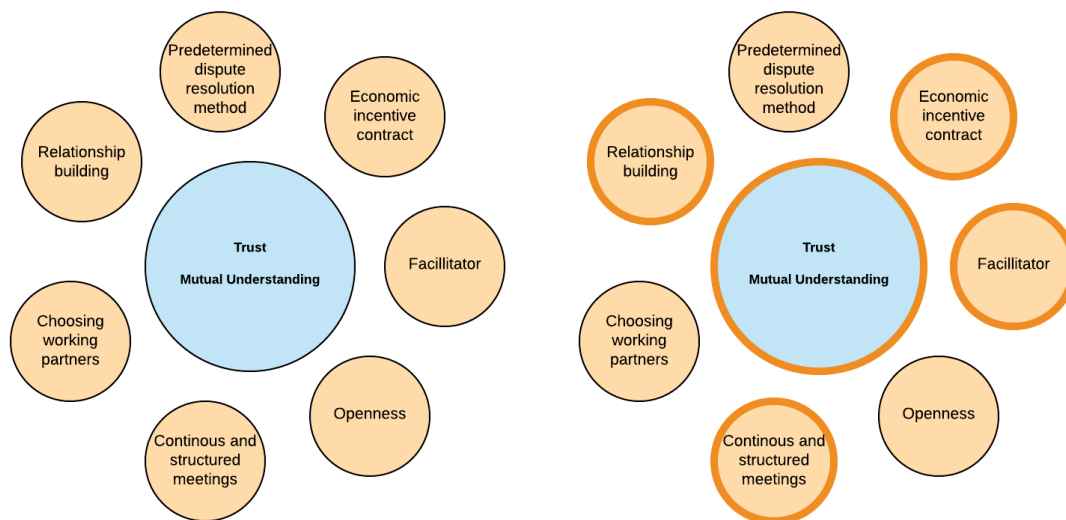 Predetermined
dispute
resolution
method
Economic
incentive
contract
Relationship
building
Trust
Mutual Understanding
Facillitator
Choosing
working
partners
Openness
Continous and
structured
meetings
Predetermined
dispute
resolution
method
Economic
incentive
contract
Relationship
building
Trust
Mutual Understanding
Facillitator
Choosing
working
partners
Openness
Continous and
structured
meetings